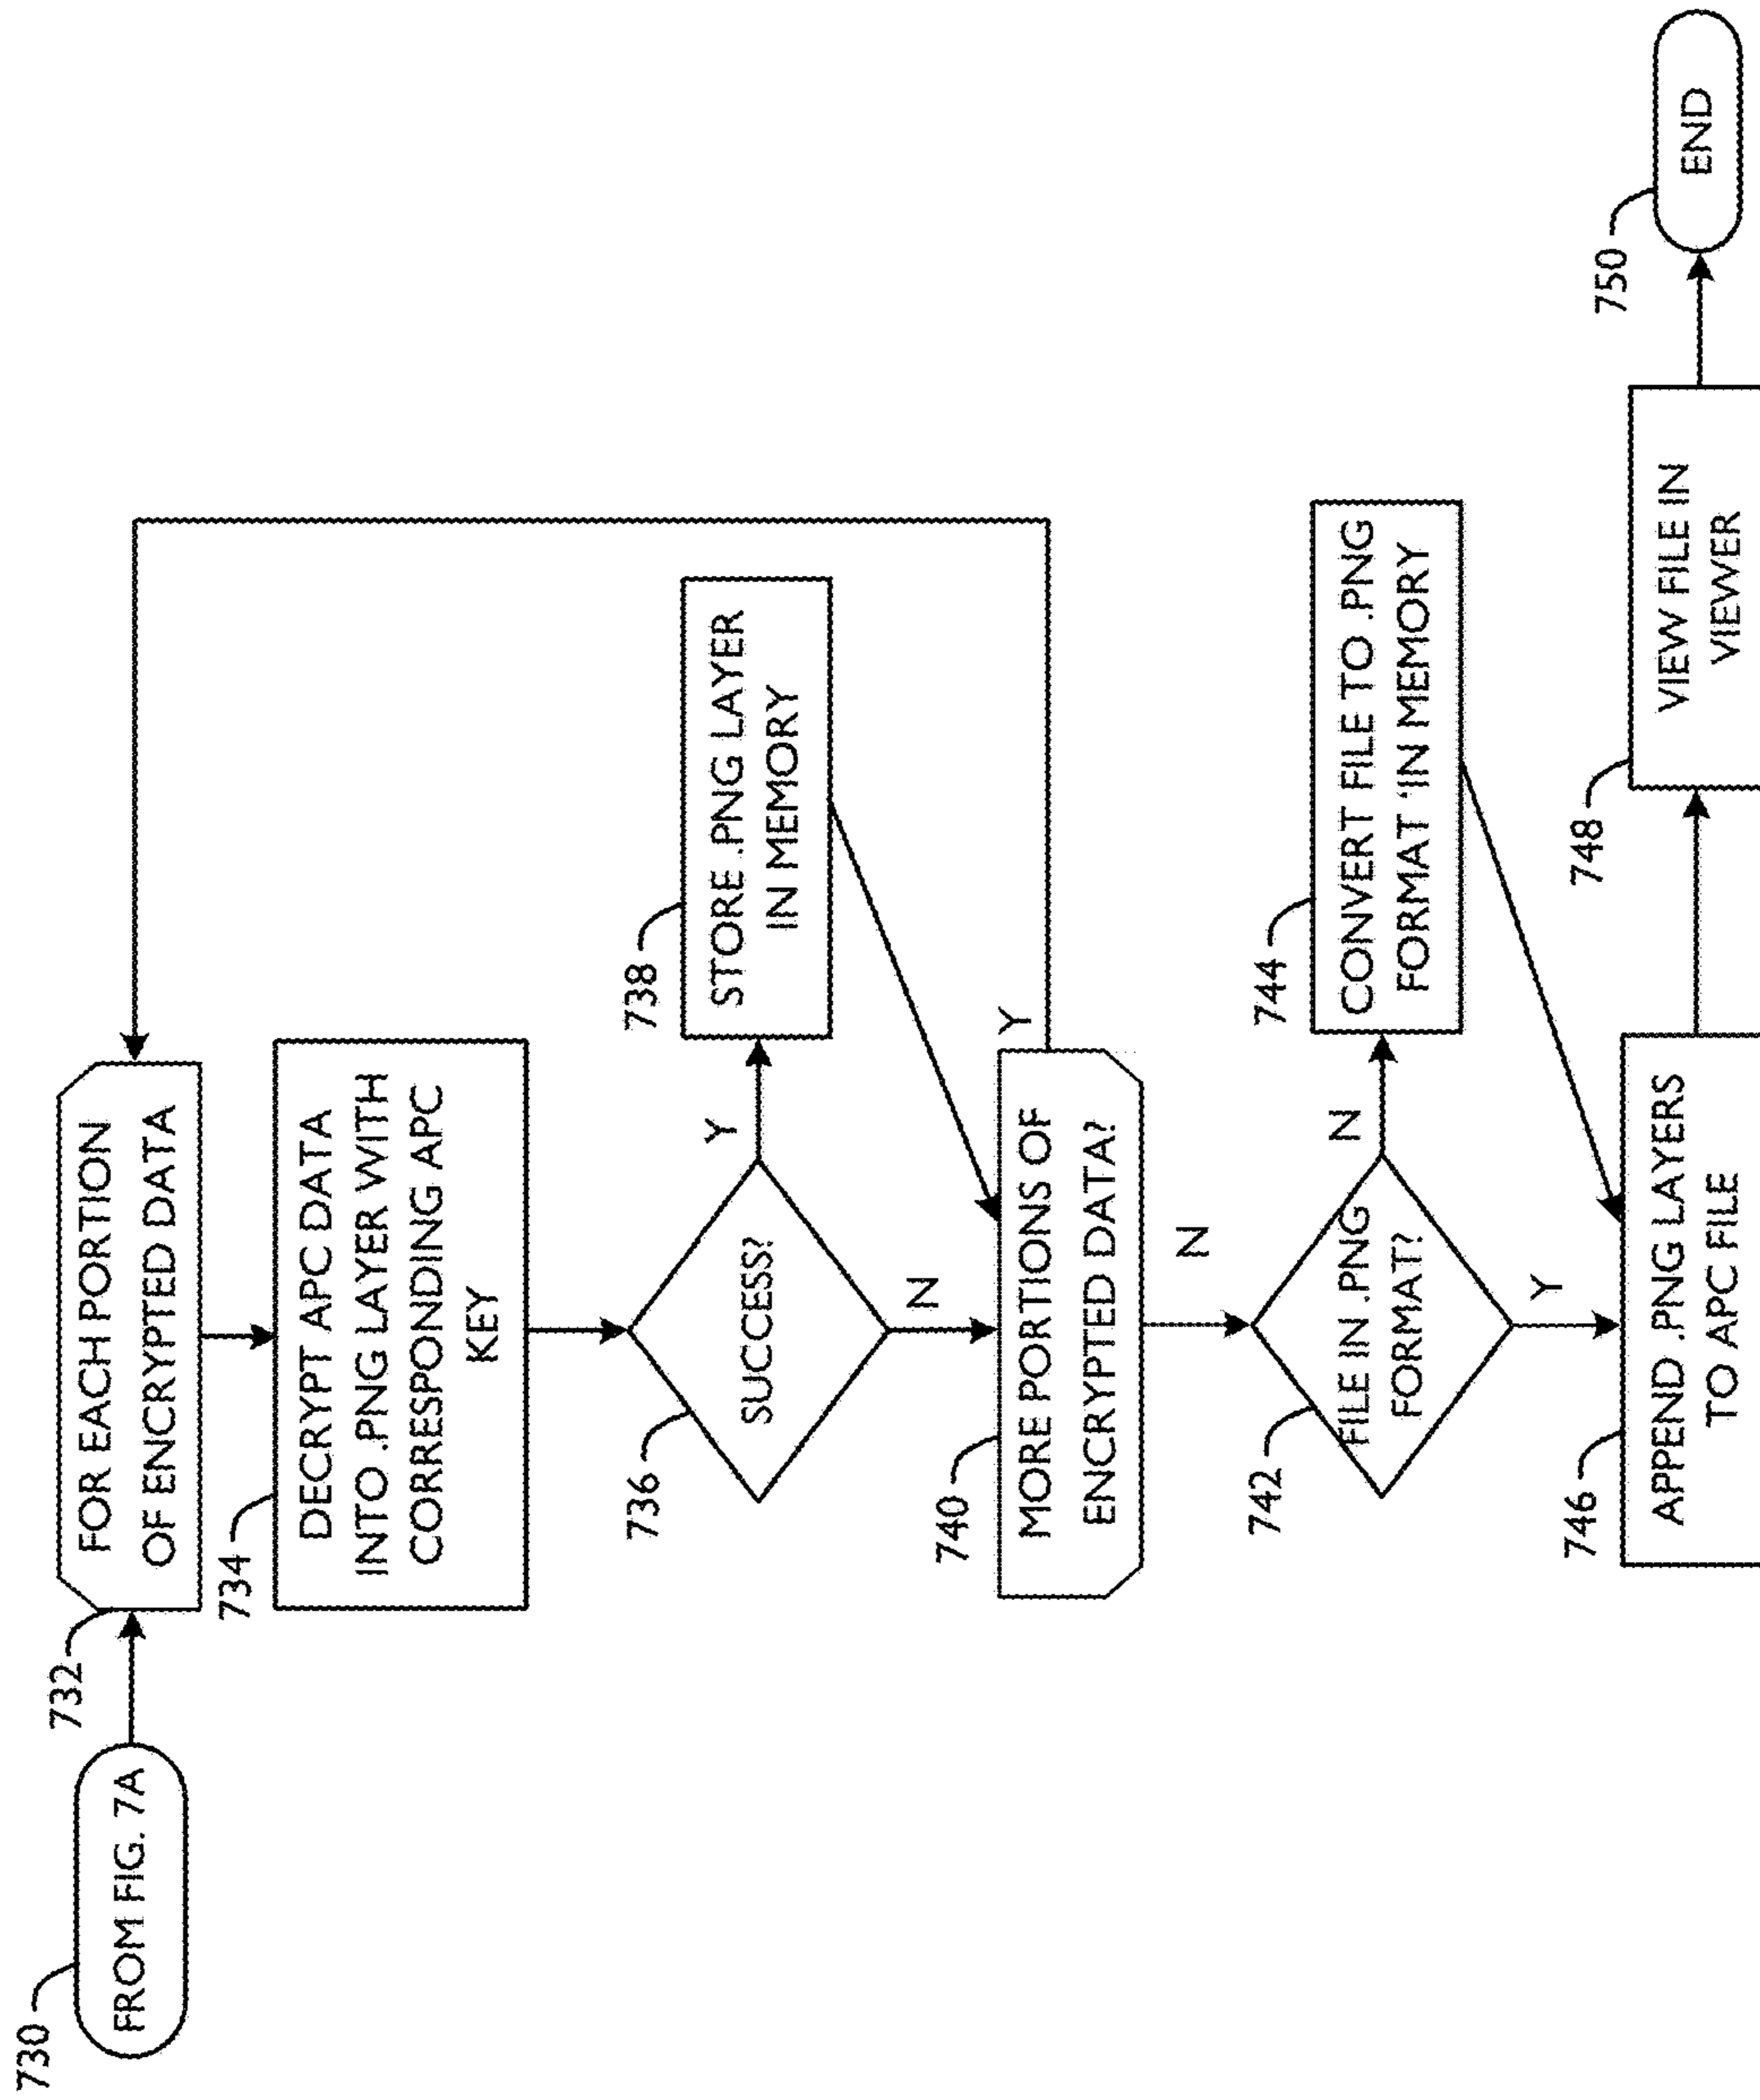 730
FROM FIG. 7A
732
FOR EACH PORTION
OF ENCRYPTED DATA
734
DECRYPT APC DATA
INTO .PNG LAYER WITH
CORRESPONDING APC
KEY
736
SUCCESS?
Y
N
738
STORE .PNG LAYER
IN MEMORY
740
MORE PORTIONS OF
ENCRYPTED DATA?
Y
N
742
FILE IN .PNG
FORMAT?
N
Y
744
CONVERT FILE TO .PNG
FORMAT 'IN MEMORY
746
APPEND .PNG LAYERS
TO APC FILE
748
VIEW FILE IN
VIEWER
750
END